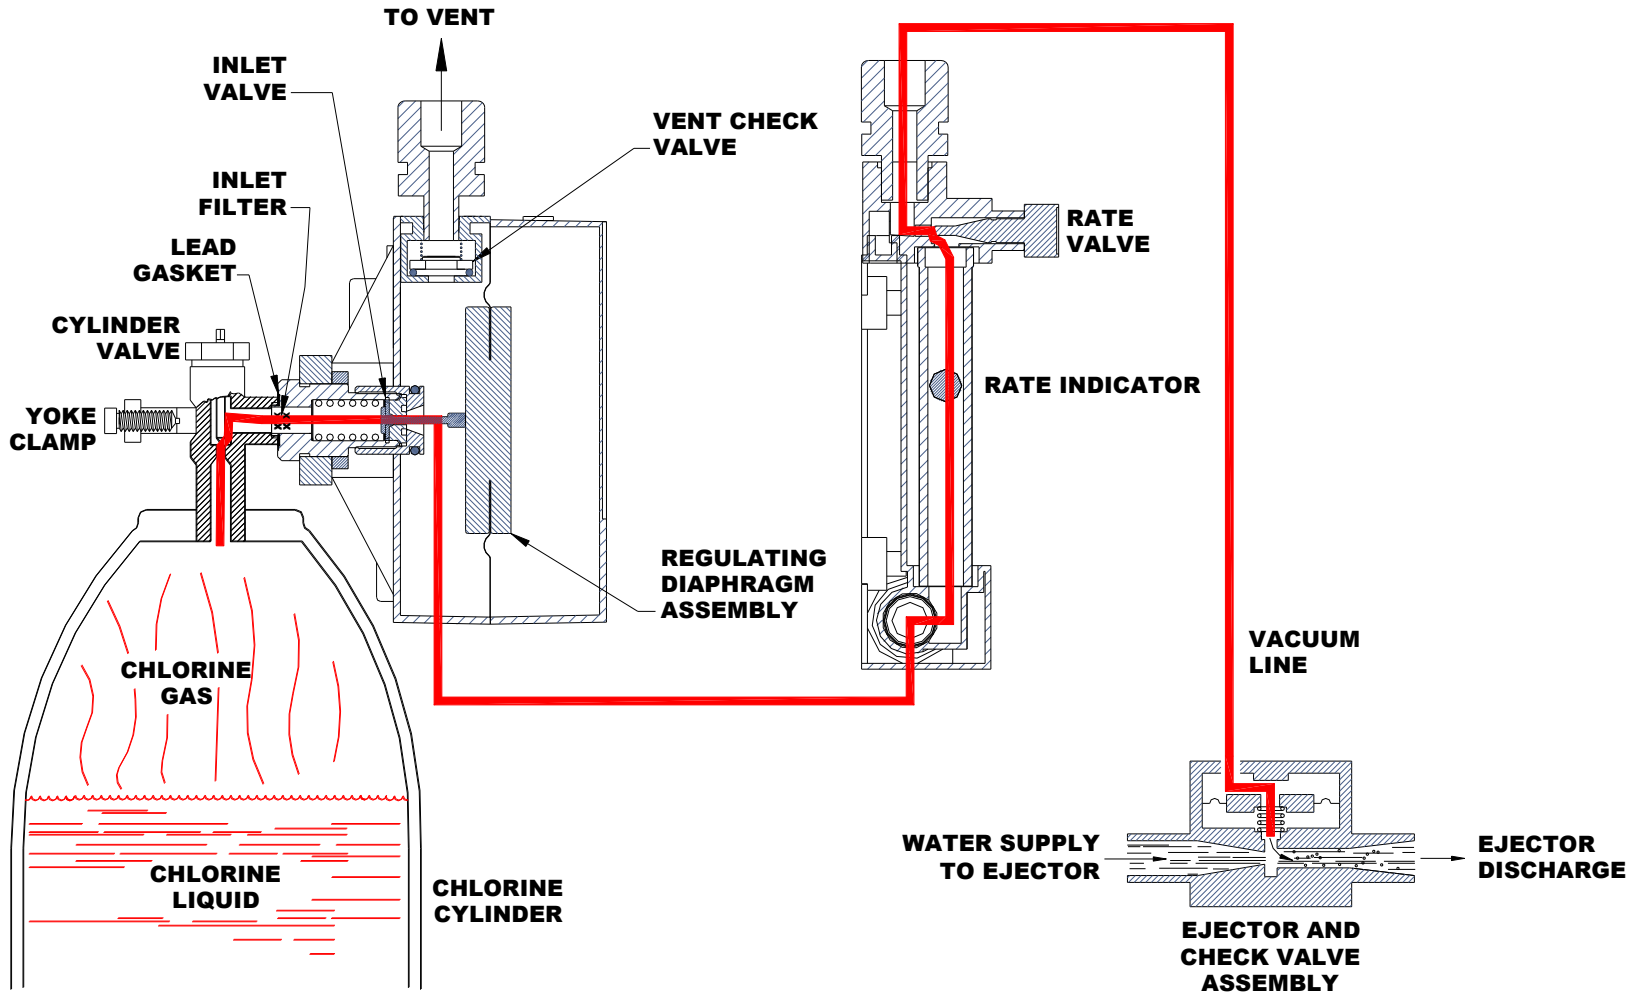 TO VENT
INLET
VALVE
VENT CHECK
VALVE
INLET
FILTER
LEAD
GASKET
CYLINDER
VALVE
YOKE
CLAMP
RATE
VALVE
RATE INDICATOR
REGULATING
DIAPHRAGM
ASSEMBLY
CHLORINE
GAS
CHLORINE
LIQUID
CHLORINE
CYLINDER
VACUUM
LINE
WATER SUPPLY
TO EJECTOR
EJECTOR
DISCHARGE
EJECTOR AND
CHECK VALVE
ASSEMBLY